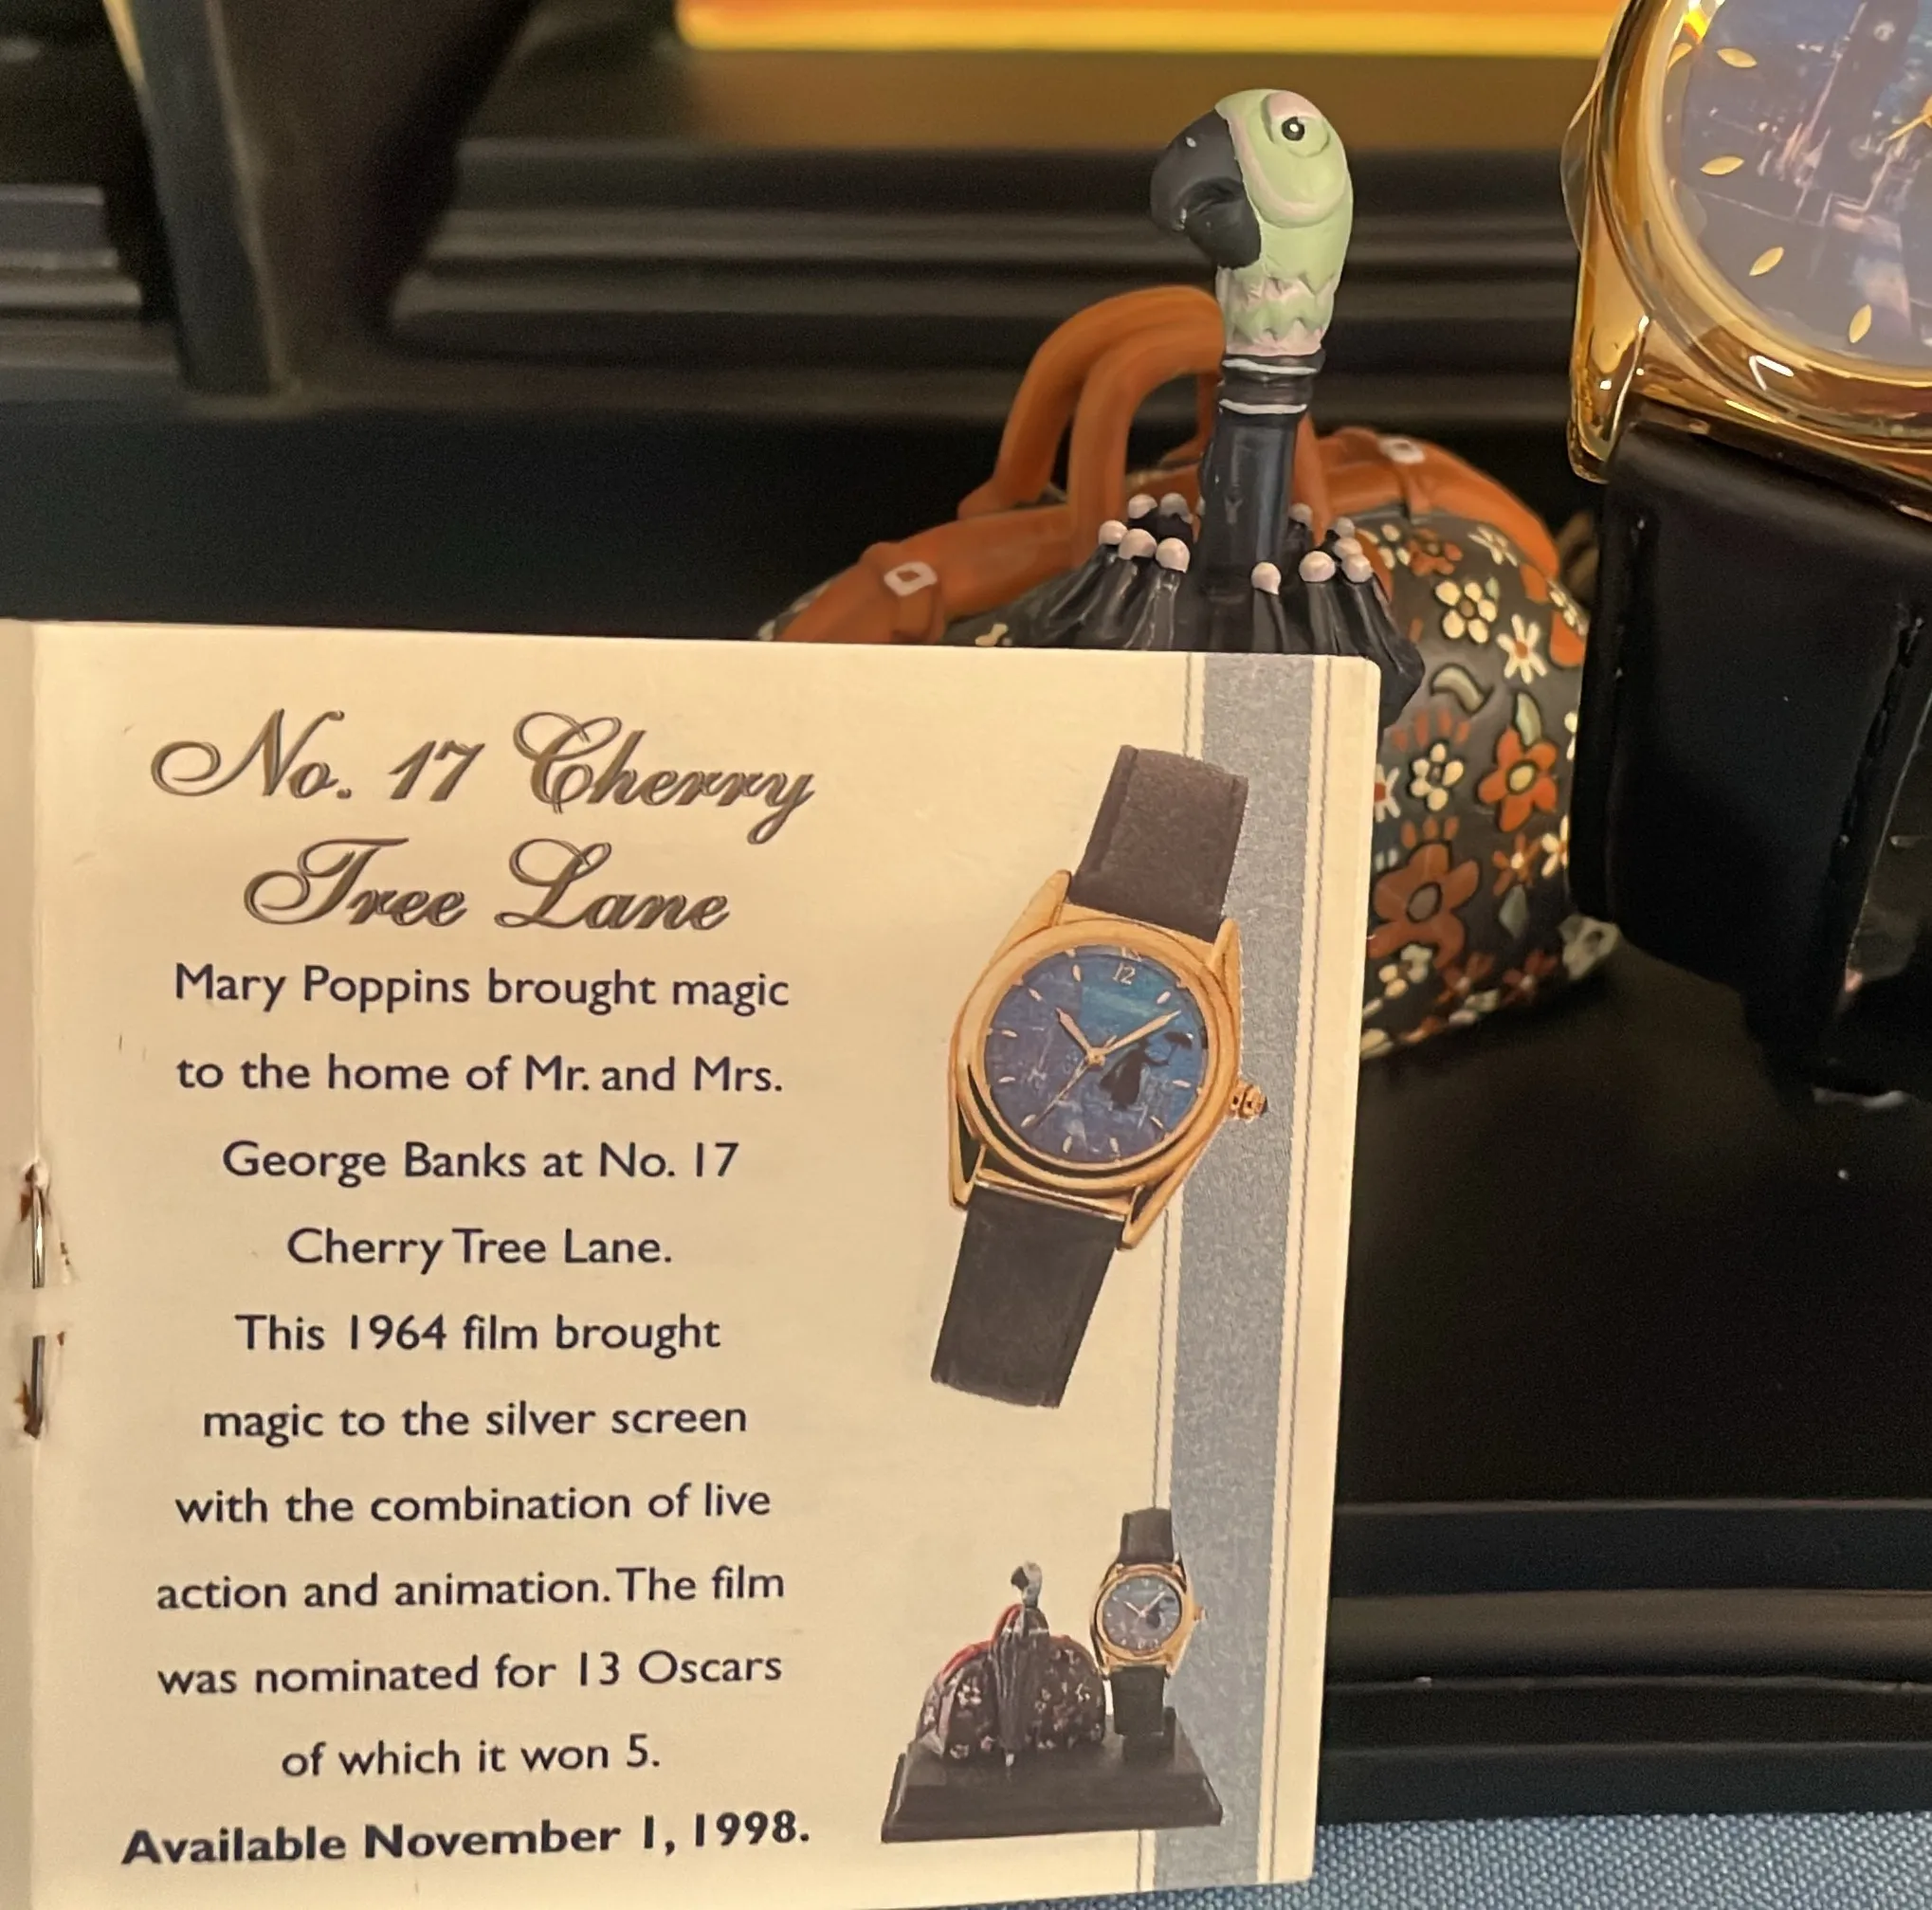 No. 17 Cherry
Tree Lane
Mary Poppins brought magic
to the home of Mr. and Mrs.
George Banks at No. 17
Cherry Tree Lane.
This 1964 film brought
magic to the silver screen
with the combination of live
action and animation. The film
was nominated for 13 Oscars
of which it won 5.
Available November 1, 1998.
12